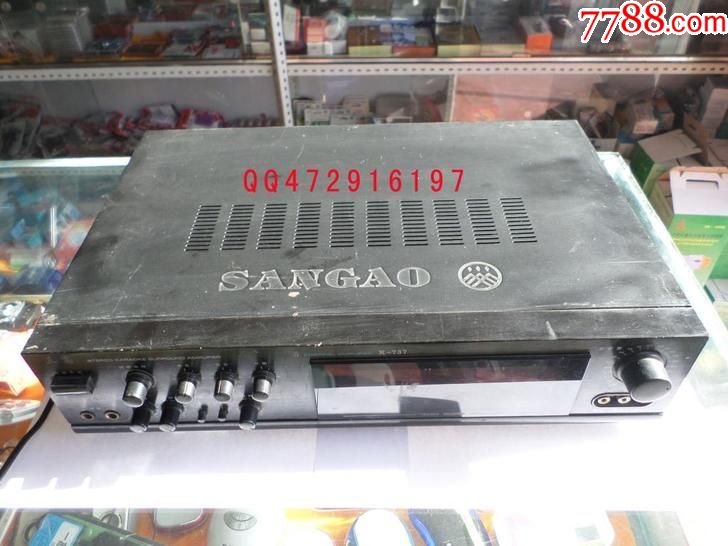 7788.com
QQ472916197
SANGAO
K-737
STEREO KARAOKE SURROUND AMPLIFIER